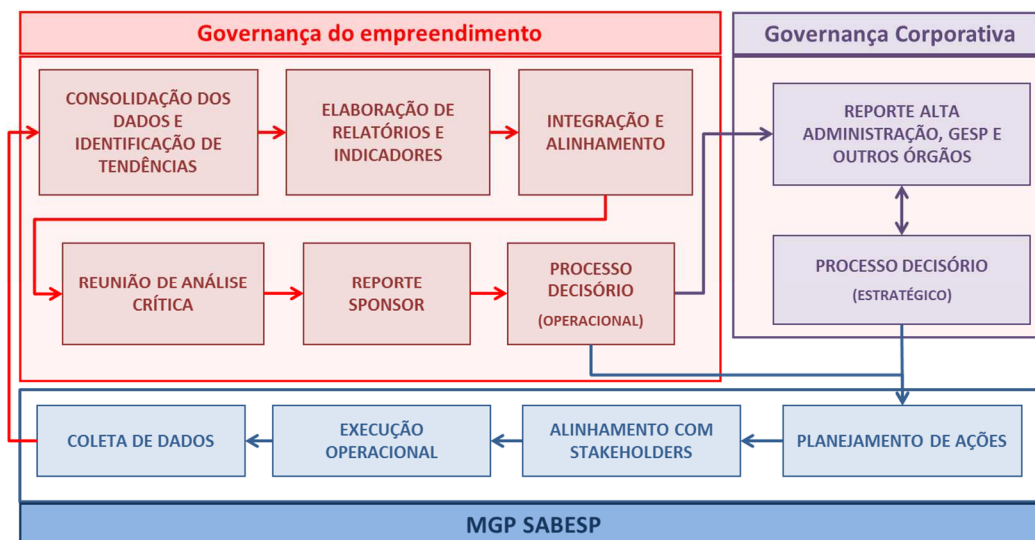 Governança do empreendimento
Governança Corporativa
CONSOLIDAÇÃO DOS
DADOS E
IDENTIFICAÇÃO DE
TENDÊNCIAS
ELABORAÇÃO DE
RELATÓRIOS E
INDICADORES
INTEGRAÇÃO E
ALINHAMENTO
REPORTE ALTA
ADMINISTRAÇÃO, GESP E
OUTROS ÓRGÃOS
REUNIÃO DE ANÁLISE
CRÍTICA
REPORTE
SPONSOR
PROCESSO
DECISÓRIO
(OPERACIONAL)
PROCESSO DECISÓRIO
(ESTRATÉGICO)
COLETA DE DADOS
EXECUÇÃO
OPERACIONAL
ALINHAMENTO COM
STAKEHOLDERS
PLANEJAMENTO DE AÇÕES
MGP SABESP